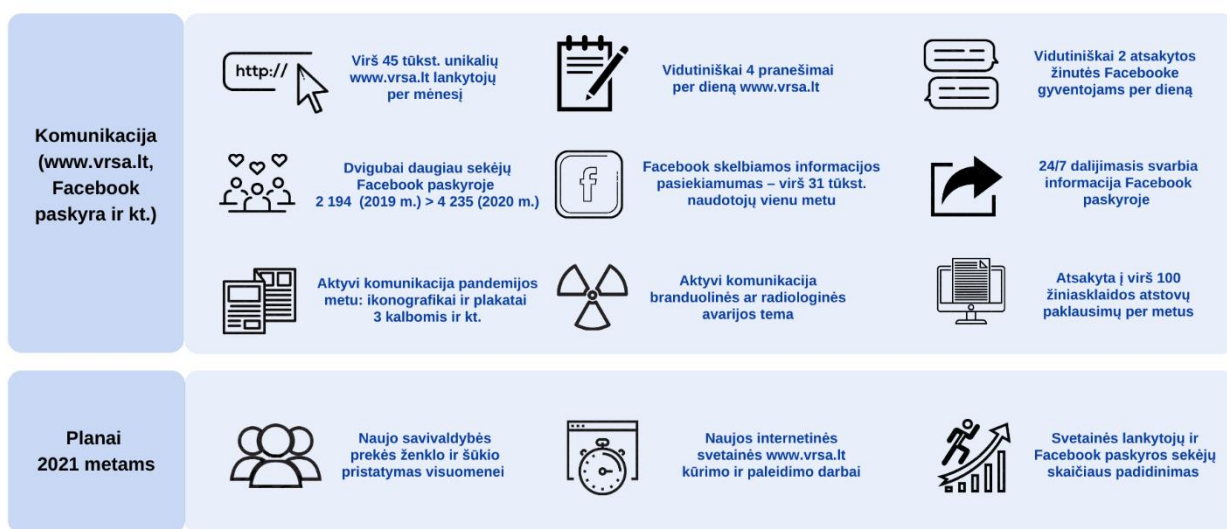 Komunikacija
(www.vrsa.lt,
Facebook
paskyra ir kt.)
http://
Virš 45 tūkst. unikalių
www.vrsa.lt lankytojų
per mėnesį
Vidutiniškai 4 pranešimai
per dieną www.vrsa.lt
Vidutiniškai 2 atsakytos
žinutės Facebooke
gyventojams per dieną
Dvigubai daugiau sekėjų
Facebook paskyroje
2 194 (2019 m.) > 4 235 (2020 m.)
f
Facebook skelbiamos informacijos
pasiekiamumas – virš 31 tūkst.
naudotojų vienu metu
24/7 dalijimasis svarbia
informacija Facebook
paskyroje
Aktyvi komunikacija pandemijos
metu: ikonografikai ir plakatai
3 kalbomis ir kt.
Aktyvi komunikacija
branduolinės ar radiologinės
avarijos tema
Atsakyta į virš 100
žiniasklaidos atstovų
paklausimų per metus
Planai
2021 metams
Naujo savivaldybės
prekės ženklo ir šūkio
pristatymas visuomenei
Naujos internetinės
svetainės www.vrsa.lt
kūrimo ir paleidimo darbai
Svetainės lankytojų ir
Facebook paskyros sekėjų
skaičiaus padidinimas